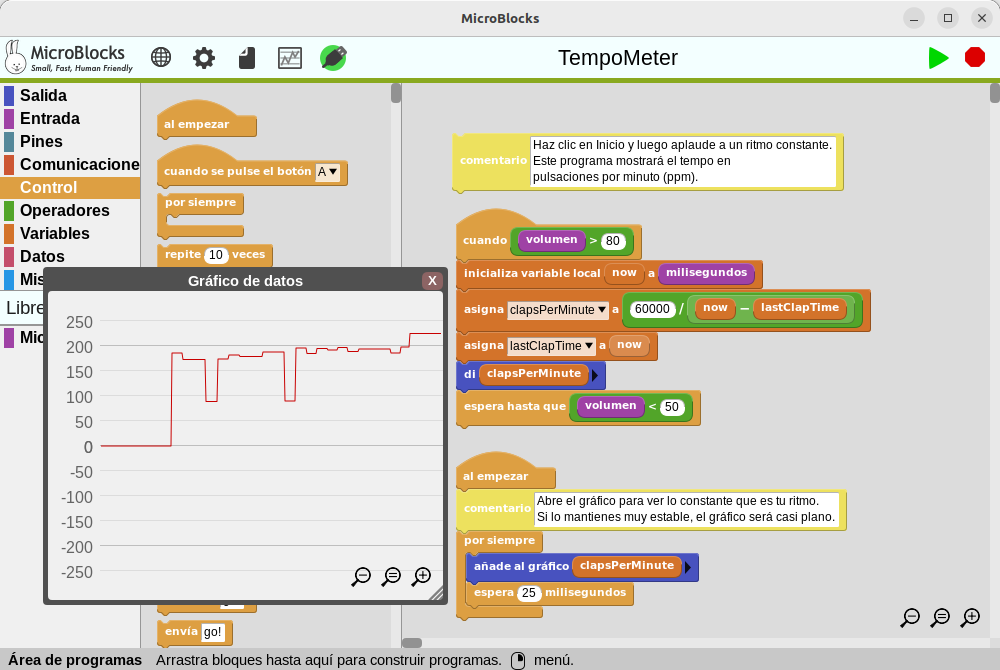 MicroBlocks
MicroBlocks
Small, Fast, Human Friendly
TempoMeter
Salida
Entrada
Pines
Comunicacione
Control
Operadores
Variables
Datos
Mis
Libre
Mic
al empezar
cuando se pulse el botón A
por siempre
repite 10 veces
envía go!
Gráfico de datos
X
250
200
150
100
50
0
-50
-100
-150
-200
-250
comentario
Haz clic en Inicio y luego aplaude a un ritmo constante.
Este programa mostrará el tempo en
pulsaciones por minuto (ppm).
cuando volumen > 80
inicializa variable local now a milisegundos
asigna clapsPerMinute a 60000 / now − lastClapTime
asigna lastClapTime a now
di clapsPerMinute
espera hasta que volumen < 50
al empezar
comentario
Abre el gráfico para ver lo constante que es tu ritmo.
Si lo mantienes muy estable, el gráfico será casi plano.
por siempre
añade al gráfico clapsPerMinute
espera 25 milisegundos
Área de programas Arrastra bloques hasta aquí para construir programas. menú.